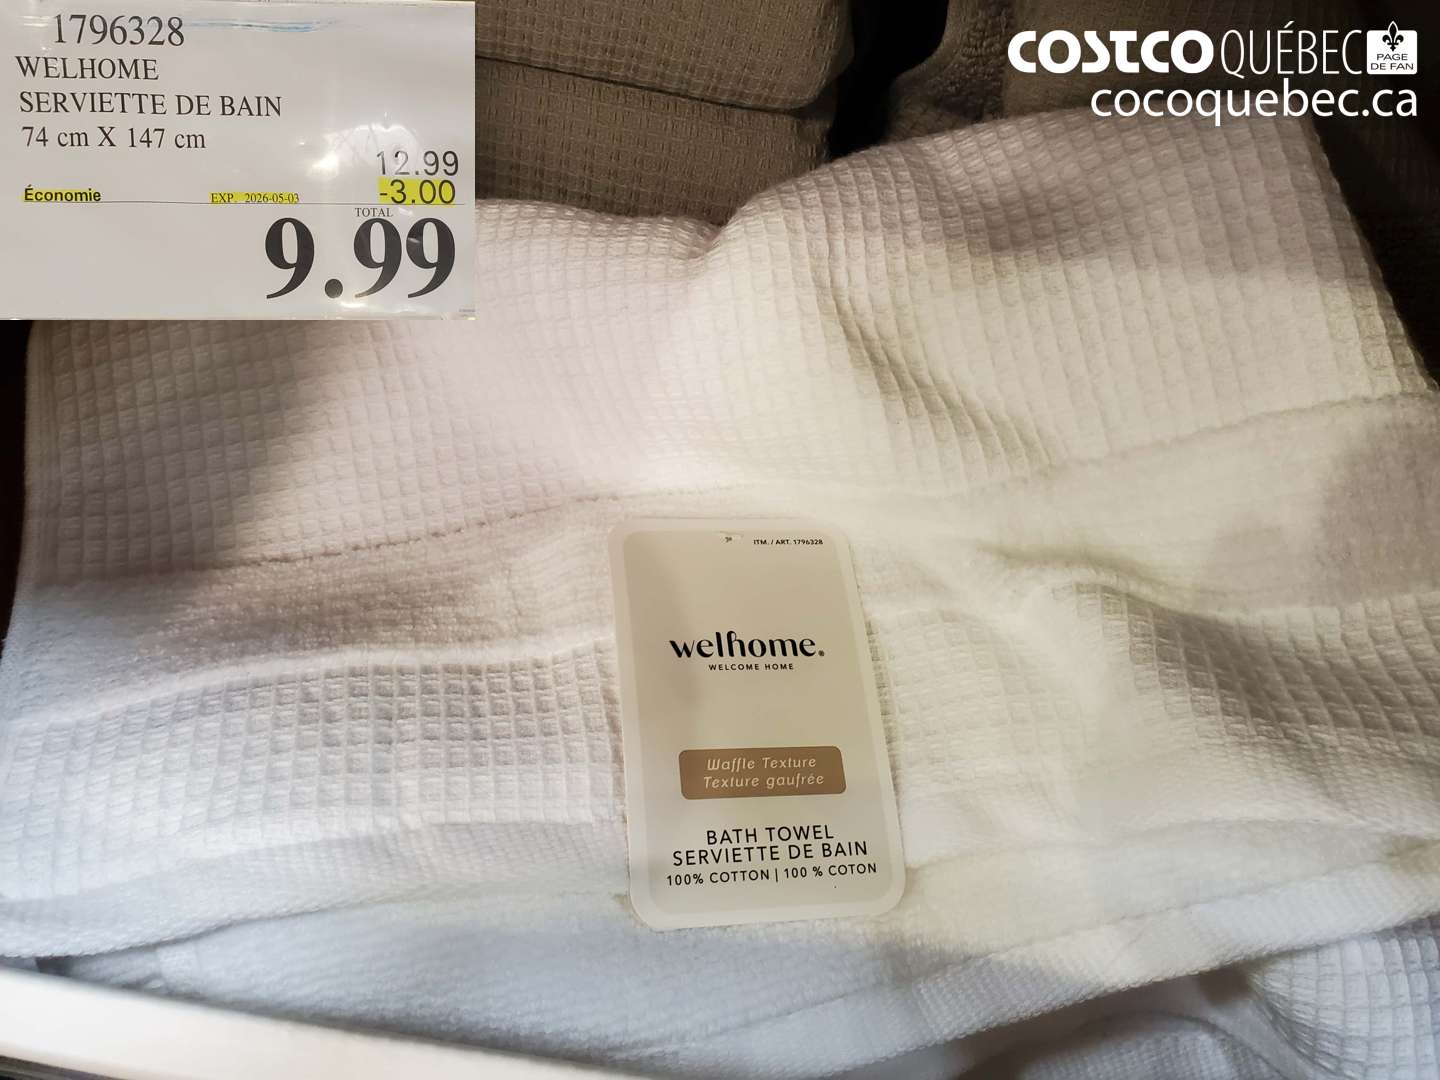 1796328
WELHOME
SERVIETTE DE BAIN
74 cm X 147 cm
12.99
Économie EXP. 2026-05-03 -3.00
TOTAL
9.99
COSTCO QUÉBEC PAGE DE FAN
cocoquebec.ca
ITM. / ART. 1796328
welhome®
WELCOME HOME
Waffle Texture
Texture gaufrée
BATH TOWEL
SERVIETTE DE BAIN
100% COTTON | 100 % COTON